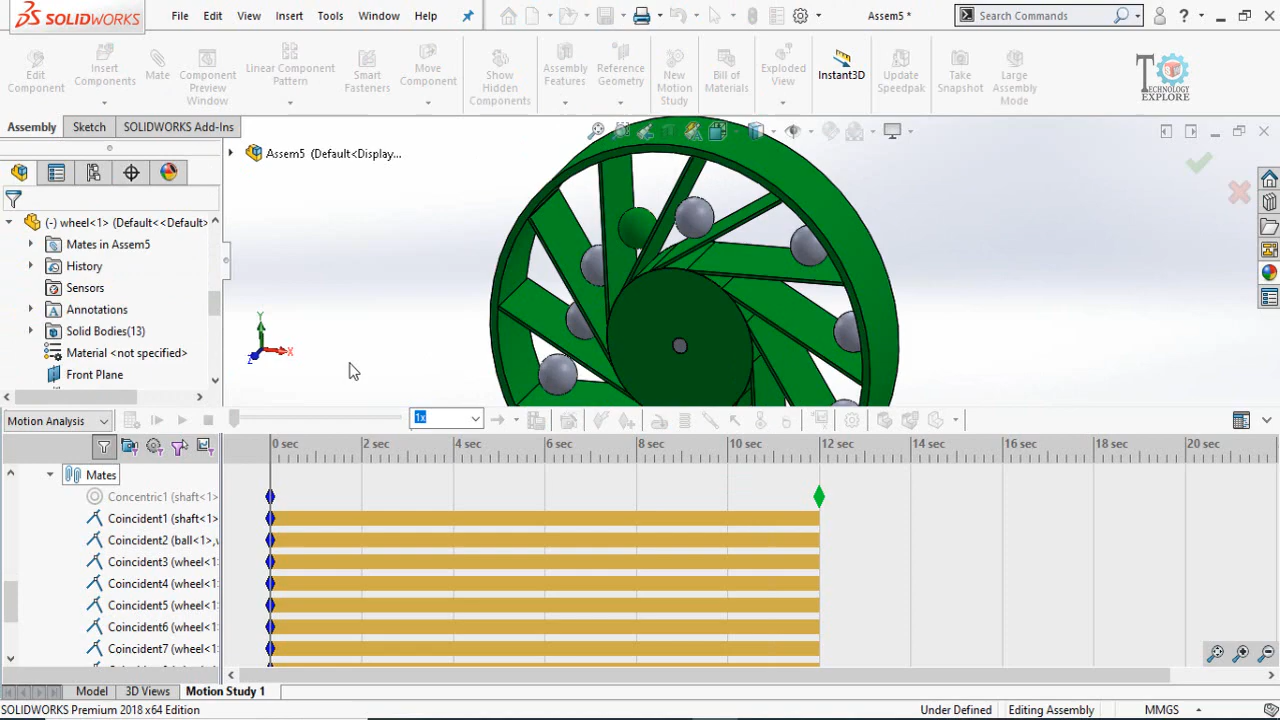 SOLIDWORKS File Edit View Insert Tools Window Help Assem5 * Search Commands ?
Edit Component
Insert Components
Mate
Component Preview Window
Linear Component Pattern
Smart Fasteners
Move Component
Show Hidden Components
Assembly Features
Reference Geometry
New Motion Study
Bill of Materials
Exploded View
Instant3D
Update Speedpak
Take Snapshot
Large Assembly Mode
TECHNOLOGY EXPLORE
Assembly Sketch SOLIDWORKS Add-Ins
Assem5 (Default<Display...
(-) wheel<1> (Default<<Default>
Mates in Assem5
History
Sensors
Annotations
Solid Bodies(13)
Material <not specified>
Front Plane
Y
X
Z
Motion Analysis 1x
0 sec 2 sec 4 sec 6 sec 8 sec 10 sec 12 sec 14 sec 16 sec 18 sec 20 sec
Mates
Concentric1 (shaft<1>
Coincident1 (shaft<1>
Coincident2 (ball<1>,
Coincident3 (wheel<1
Coincident4 (wheel<1
Coincident5 (wheel<1
Coincident6 (wheel<1
Coincident7 (wheel<1
Model 3D Views Motion Study 1
SOLIDWORKS Premium 2018 x64 Edition Under Defined Editing Assembly MMGS